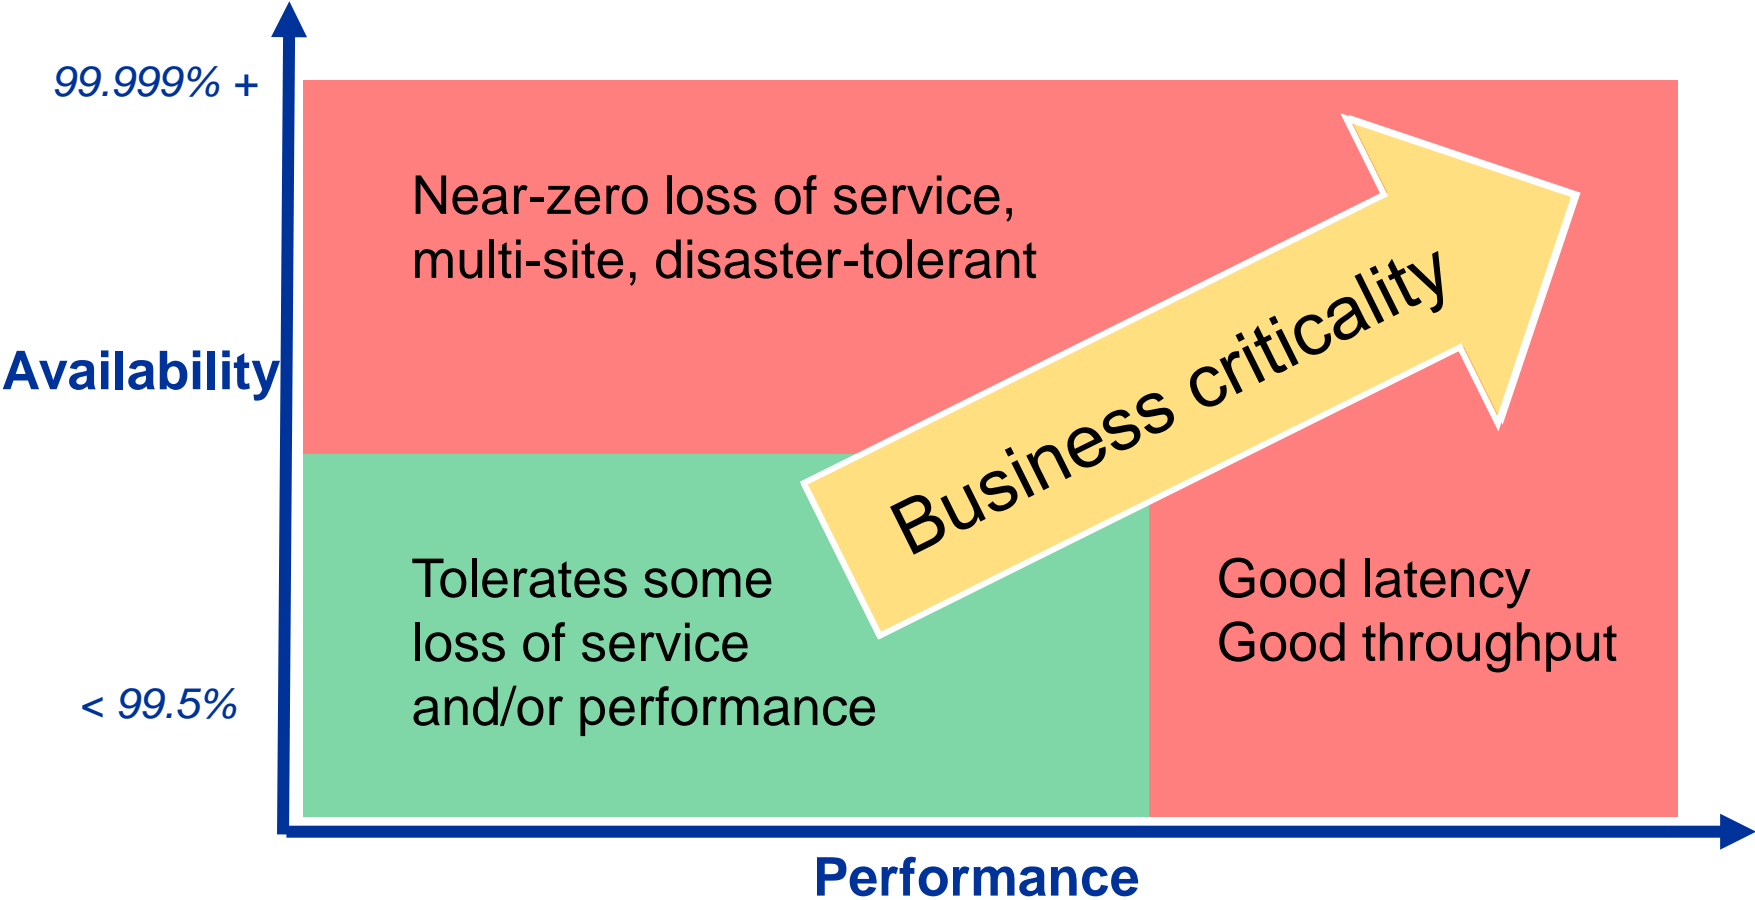 99.999% +
Near-zero loss of service,
multi-site, disaster-tolerant
Availability
Business criticality
Tolerates some
loss of service
and/or performance
Good latency
Good throughput
< 99.5%
Performance